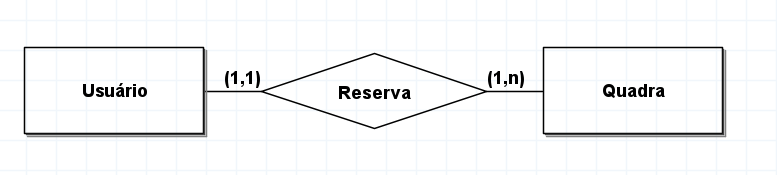 Usuário
(1,1)
Reserva
(1,n)
Quadra